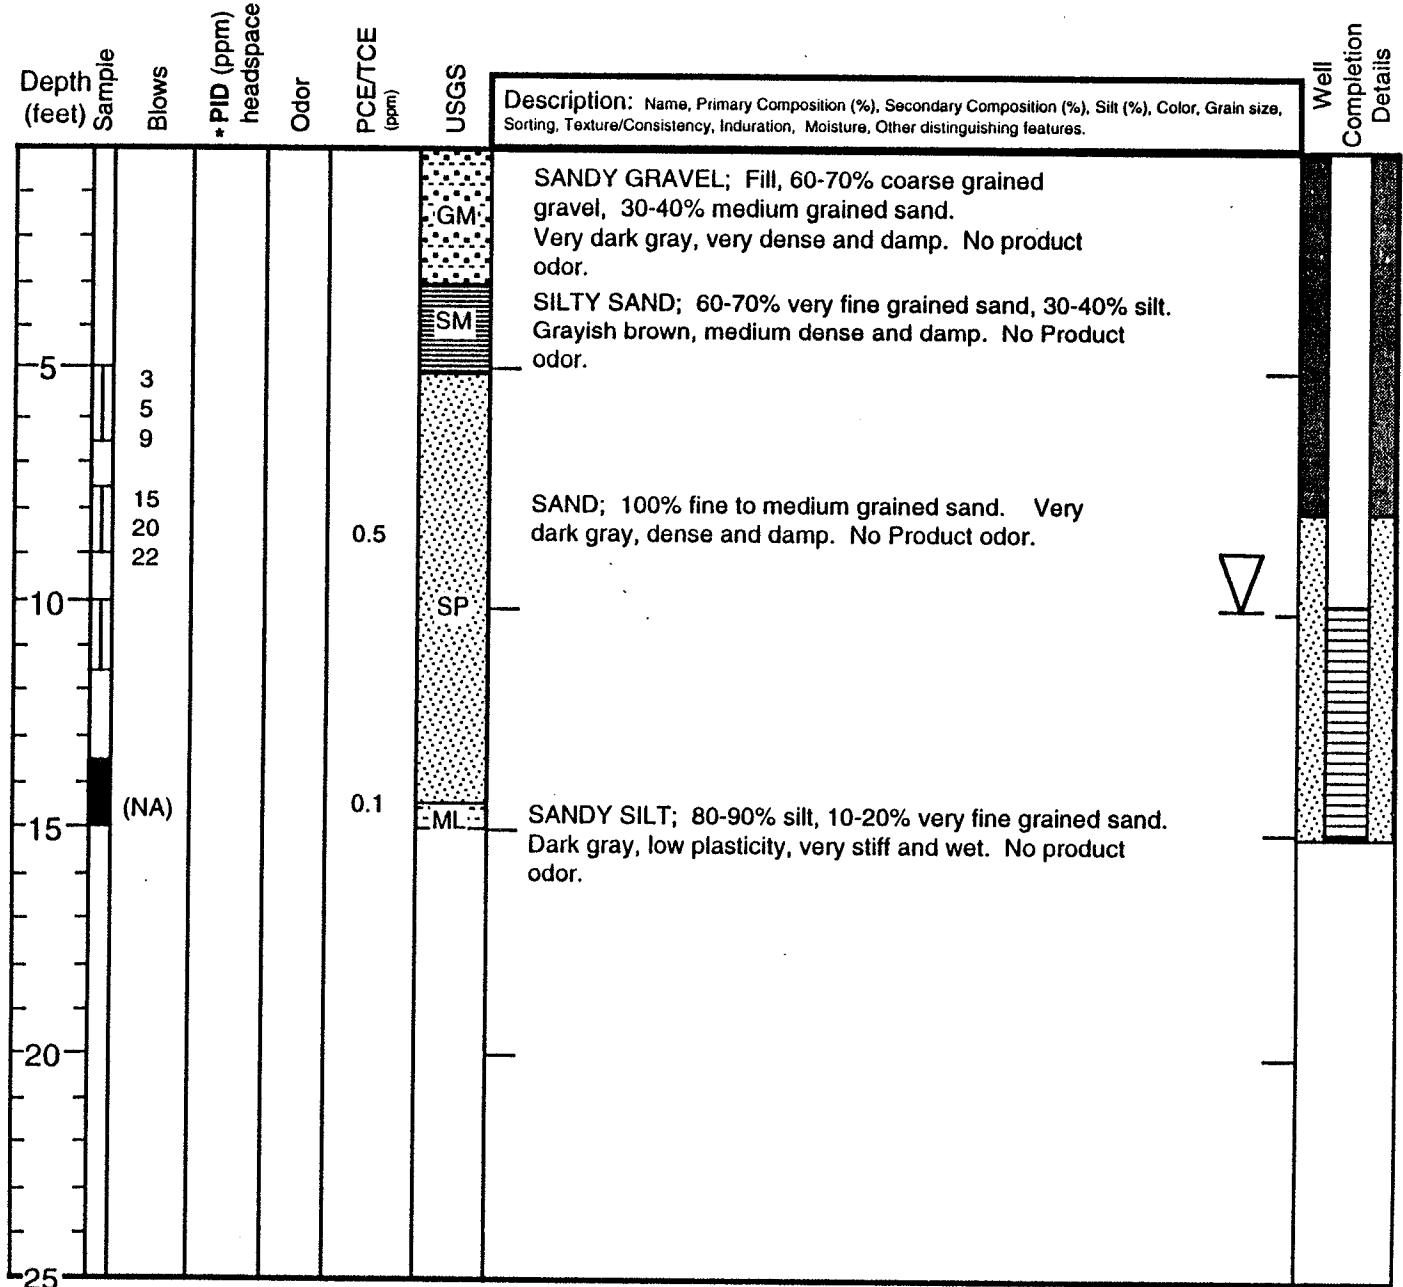 Depth
(feet)
Sample
Blows
* PID (ppm)
headspace
Odor
PCE/TCE
(ppm)
USGS
Description: Name, Primary Composition (%), Secondary Composition (%), Silt (%), Color, Grain size,
Sorting, Texture/Consistency, Induration, Moisture, Other distinguishing features.
Well
Completion
Details
GM
SANDY GRAVEL; Fill, 60-70% coarse grained
gravel, 30-40% medium grained sand.
Very dark gray, very dense and damp. No product
odor.
SM
SILTY SAND; 60-70% very fine grained sand, 30-40% silt.
Grayish brown, medium dense and damp. No Product
odor.
5
3
5
9
15
20
22
0.5
SAND; 100% fine to medium grained sand. Very
dark gray, dense and damp. No Product odor.
10
SP
(NA)
0.1
15
ML
SANDY SILT; 80-90% silt, 10-20% very fine grained sand.
Dark gray, low plasticity, very stiff and wet. No product
odor.
20
25